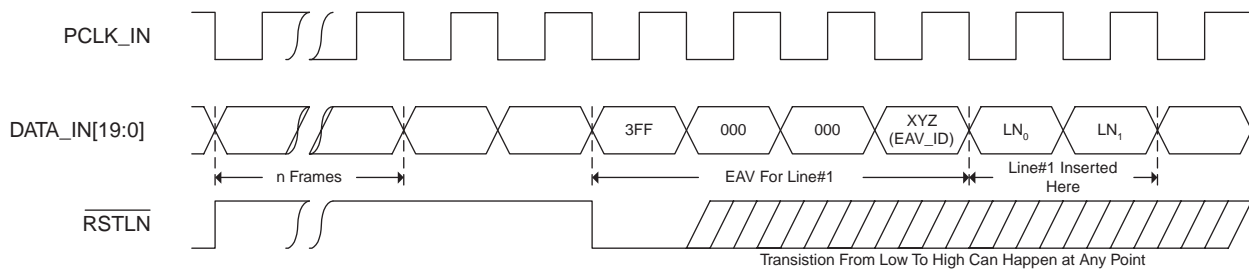 PCLK_IN
DATA_IN[19:0]
3FF
000
000
XYZ
(EAV_ID)
LN0
LN1
n Frames
EAV For Line#1
Line#1 Inserted
Here
RSTLN
Transistion From Low To High Can Happen at Any Point